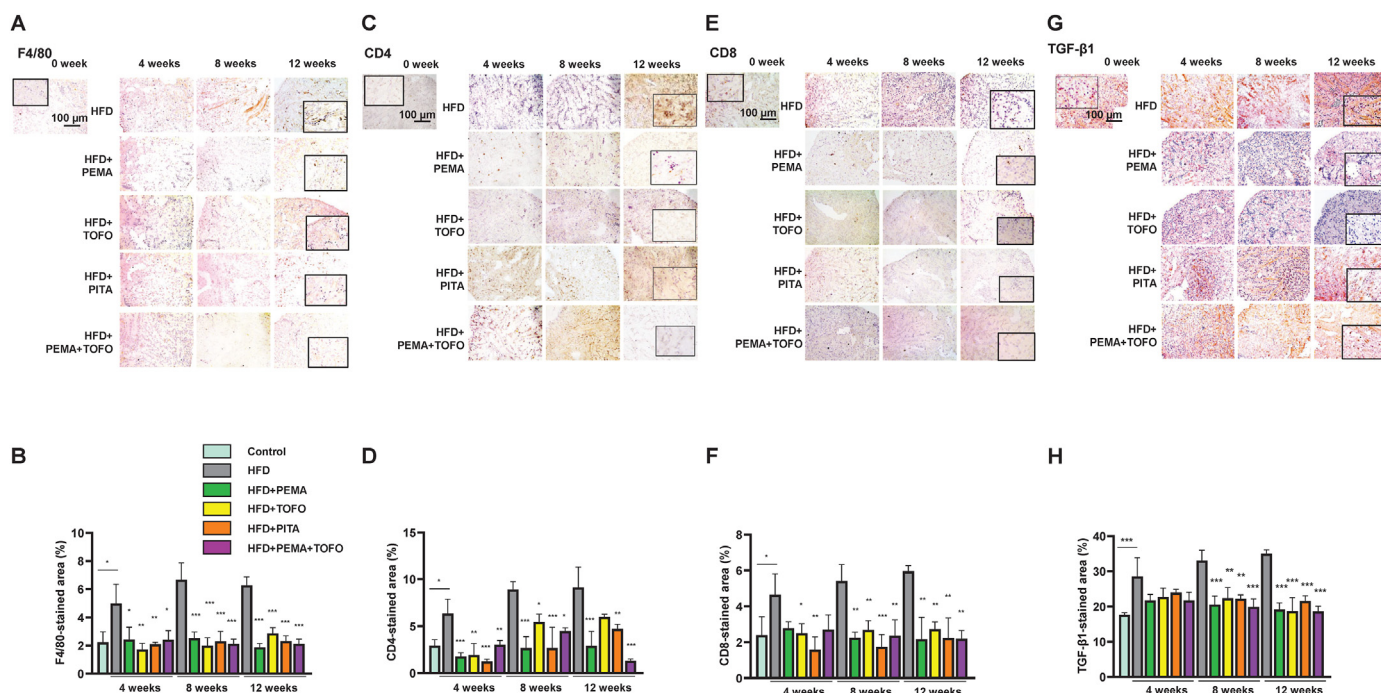 A
F4/80
0 week
4 weeks
8 weeks
12 weeks
100 µm
HFD
HFD+
PEMA
HFD+
TOFO
HFD+
PITA
HFD+
PEMA+TOFO
C
CD4
0 week
4 weeks
8 weeks
12 weeks
100 µm
HFD
HFD+
PEMA
HFD+
TOFO
HFD+
PITA
HFD+
PEMA+TOFO
E
CD8
0 week
4 weeks
8 weeks
12 weeks
100 µm
HFD
HFD+
PEMA
HFD+
TOFO
HFD+
PITA
HFD+
PEMA+TOFO
G
TGF-β1
0 week
4 weeks
8 weeks
12 weeks
100 µm
HFD
HFD+
PEMA
HFD+
TOFO
HFD+
PITA
HFD+
PEMA+TOFO
B
Control
HFD
HFD+PEMA
HFD+TOFO
HFD+PITA
HFD+PEMA+TOFO
F4/80-stained area (%)
10
8
6
4
2
0
* * ** ** * *** *** *** *** *** *** *** ***
4 weeks 8 weeks 12 weeks
D
CD4-stained area (%)
15
10
5
0
* *** ** *** ** *** * *** * *** ** ***
4 weeks 8 weeks 12 weeks
F
CD8-stained area (%)
8
6
4
2
0
* * ** ** ** *** ** ** ** ** **
4 weeks 8 weeks 12 weeks
H
TGF-β1-stained area (%)
40
30
20
10
0
*** *** ** ** *** *** *** *** ***
4 weeks 8 weeks 12 weeks